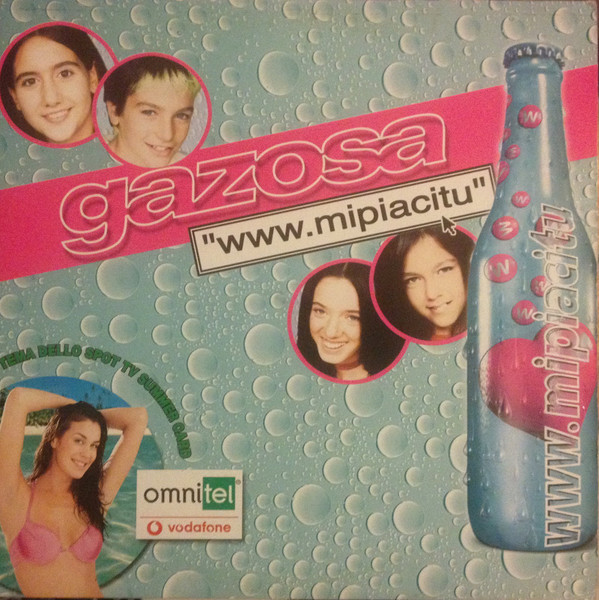 gazosa
"www.mipiacitu"
www.mipiacitu
TEMA DELLO SPOT TV SUMMER CARD
omnitel
vodafone
W
W
W